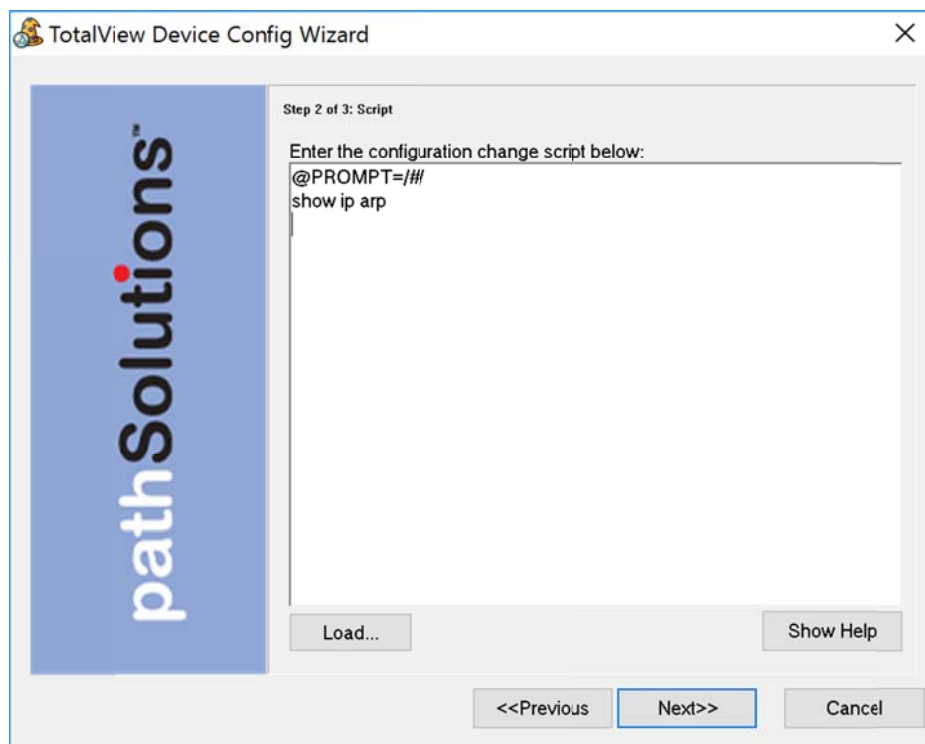 TotalView Device Config Wizard
pathSolutions™
Step 2 of 3: Script
Enter the configuration change script below:
@PROMPT=/#/
show ip arp
Load...
Show Help
<<Previous
Next>>
Cancel